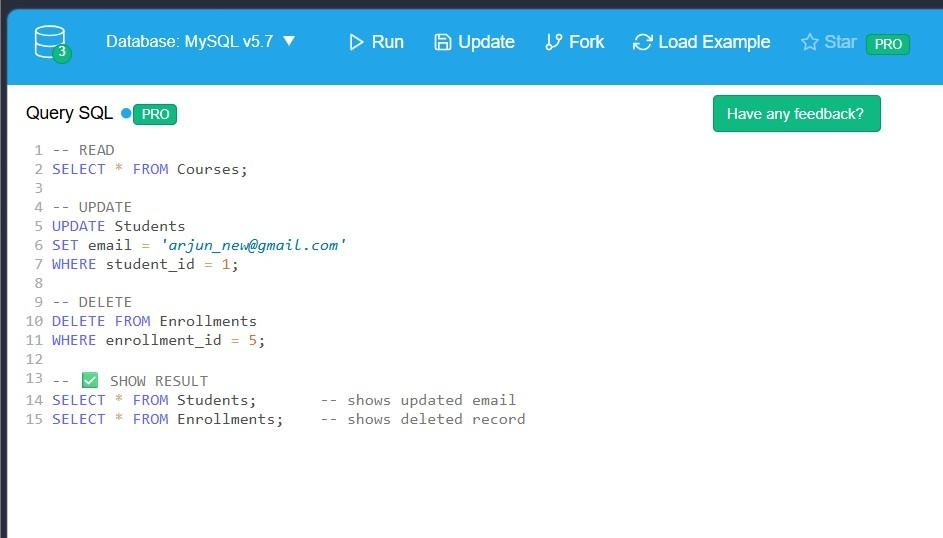 3
Database: MySQL v5.7 ▼ Run Update Fork Load Example Star PRO
Query SQL PRO
Have any feedback?
1 -- READ
2 SELECT * FROM Courses;
3
4 -- UPDATE
5 UPDATE Students
6 SET email = 'arjun_new@gmail.com'
7 WHERE student_id = 1;
8
9 -- DELETE
10 DELETE FROM Enrollments
11 WHERE enrollment_id = 5;
12
13 -- ✅ SHOW RESULT
14 SELECT * FROM Students; -- shows updated email
15 SELECT * FROM Enrollments; -- shows deleted record